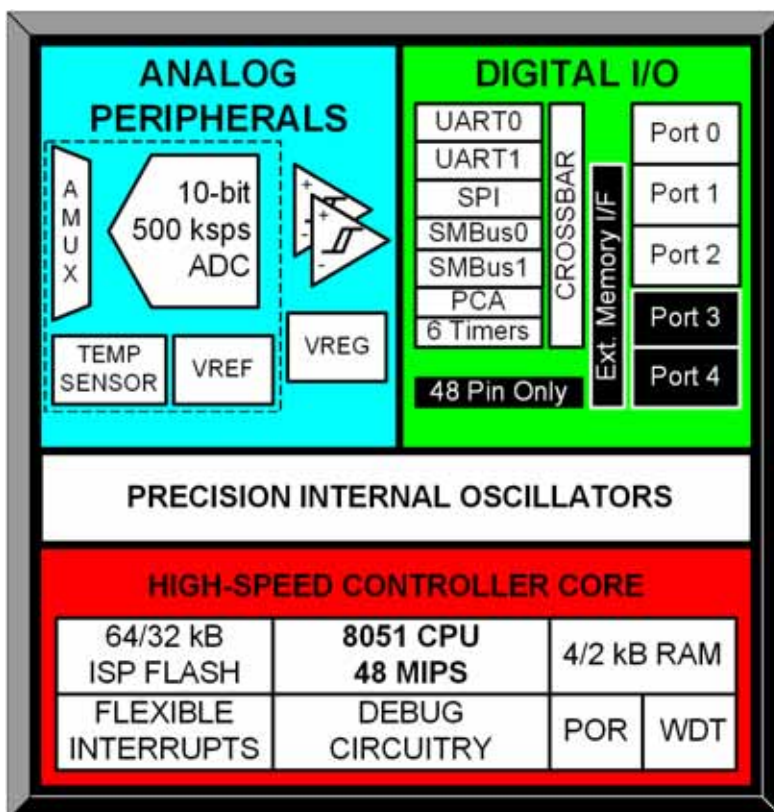 ANALOG
PERIPHERALS
AMUX
10-bit
500 ksps
ADC
+
-
+
-
TEMP
SENSOR
VREF
VREG
DIGITAL I/O
UART0
UART1
SPI
SMBus0
SMBus1
PCA
6 Timers
CROSSBAR
Ext. Memory I/F
Port 0
Port 1
Port 2
Port 3
Port 4
48 Pin Only
PRECISION INTERNAL OSCILLATORS
HIGH-SPEED CONTROLLER CORE
64/32 kB
ISP FLASH
8051 CPU
48 MIPS
4/2 kB RAM
FLEXIBLE
INTERRUPTS
DEBUG
CIRCUITRY
POR
WDT